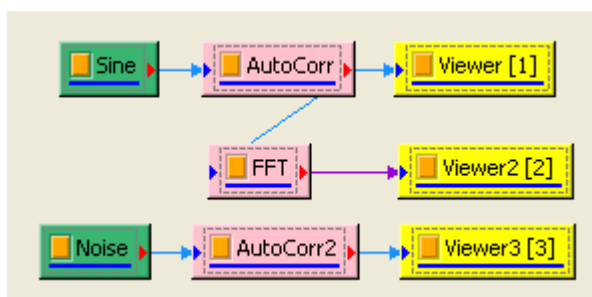 Sine AutoCorr Viewer [1]
FFT Viewer2 [2]
Noise AutoCorr2 Viewer3 [3]